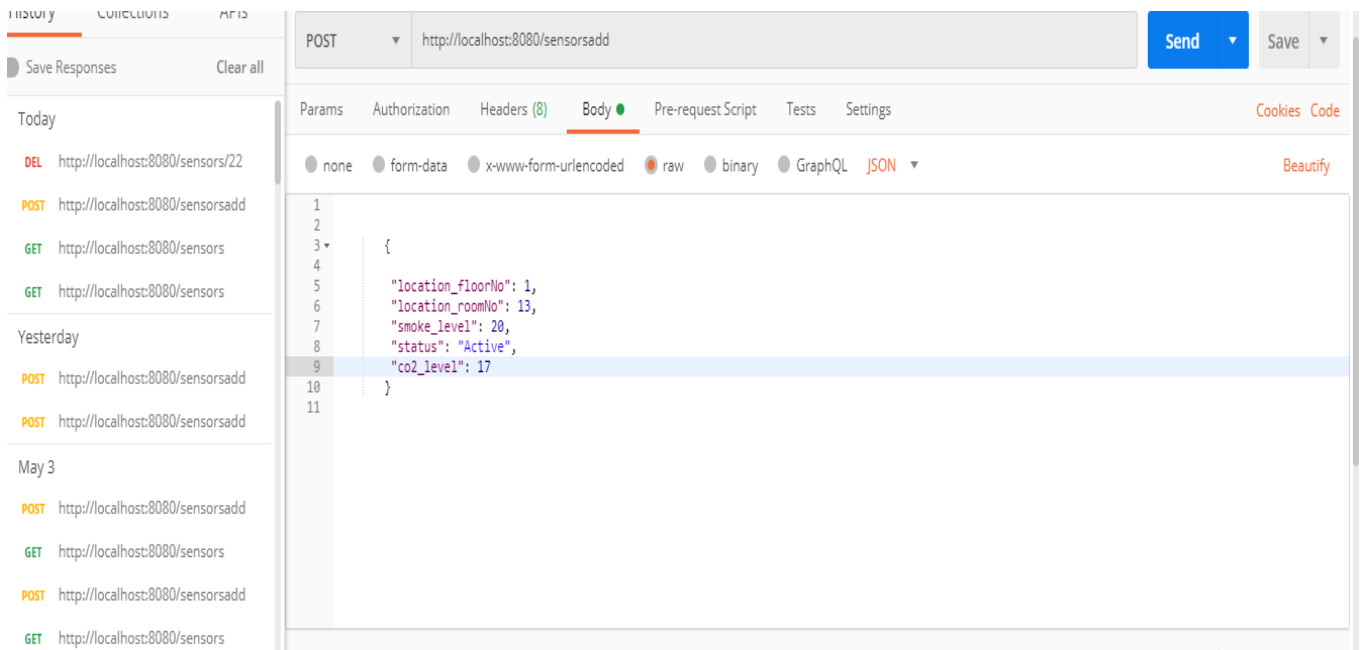 History Collections APIs
Save Responses Clear all
Today
DEL http://localhost:8080/sensors/22
POST http://localhost:8080/sensorsadd
GET http://localhost:8080/sensors
GET http://localhost:8080/sensors
Yesterday
POST http://localhost:8080/sensorsadd
POST http://localhost:8080/sensorsadd
May 3
POST http://localhost:8080/sensorsadd
GET http://localhost:8080/sensors
POST http://localhost:8080/sensorsadd
GET http://localhost:8080/sensors
POST http://localhost:8080/sensorsadd Send Save
Params Authorization Headers (8) Body Pre-request Script Tests Settings Cookies Code
none form-data x-www-form-urlencoded raw binary GraphQL JSON Beautify
1
2
3 {
4
5 "location_floorNo": 1,
6 "location_roomNo": 13,
7 "smoke_level": 20,
8 "status": "Active",
9 "co2_level": 17
10 }
11